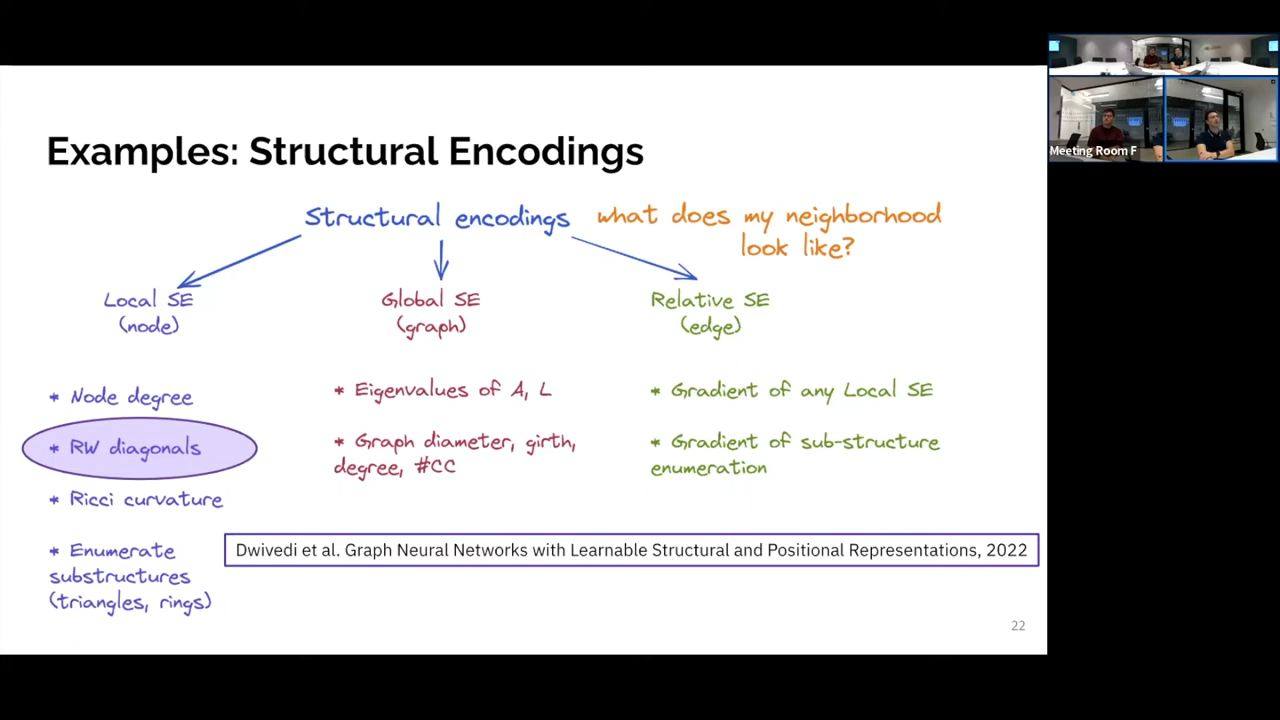 Examples: Structural Encodings
Structural encodings
what does my neighborhood
look like?
Local SE
(node)
Global SE
(graph)
Relative SE
(edge)
* Node degree
* RW diagonals
* Ricci curvature
* Enumerate
substructures
(triangles, rings)
* Eigenvalues of A, L
* Graph diameter, girth,
degree, #CC
* Gradient of any Local SE
* Gradient of sub-structure
enumeration
Dwivedi et al. Graph Neural Networks with Learnable Structural and Positional Representations, 2022
22
Meeting Room F